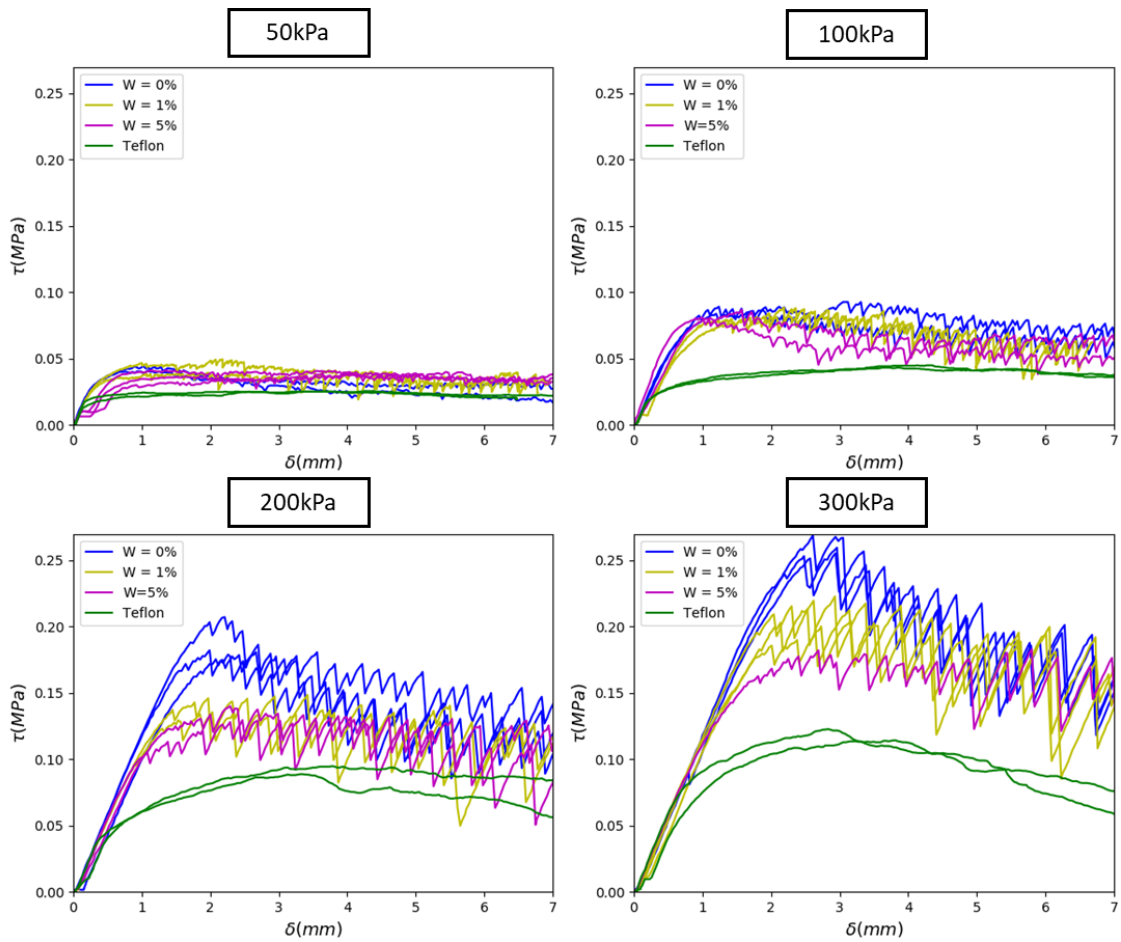 50kPa
W = 0%
W = 1%
W = 5%
Teflon
0.25
0.20
0.15
0.10
0.05
0.00
τ(MPa)
0 1 2 3 4 5 6 7
δ(mm)
100kPa
W = 0%
W = 1%
W=5%
Teflon
0.25
0.20
0.15
0.10
0.05
0.00
τ(MPa)
0 1 2 3 4 5 6 7
δ(mm)
200kPa
W = 0%
W = 1%
W=5%
Teflon
0.25
0.20
0.15
0.10
0.05
0.00
τ(MPa)
0 1 2 3 4 5 6 7
δ(mm)
300kPa
W = 0%
W = 1%
W = 5%
Teflon
0.25
0.20
0.15
0.10
0.05
0.00
τ(MPa)
0 1 2 3 4 5 6 7
δ(mm)